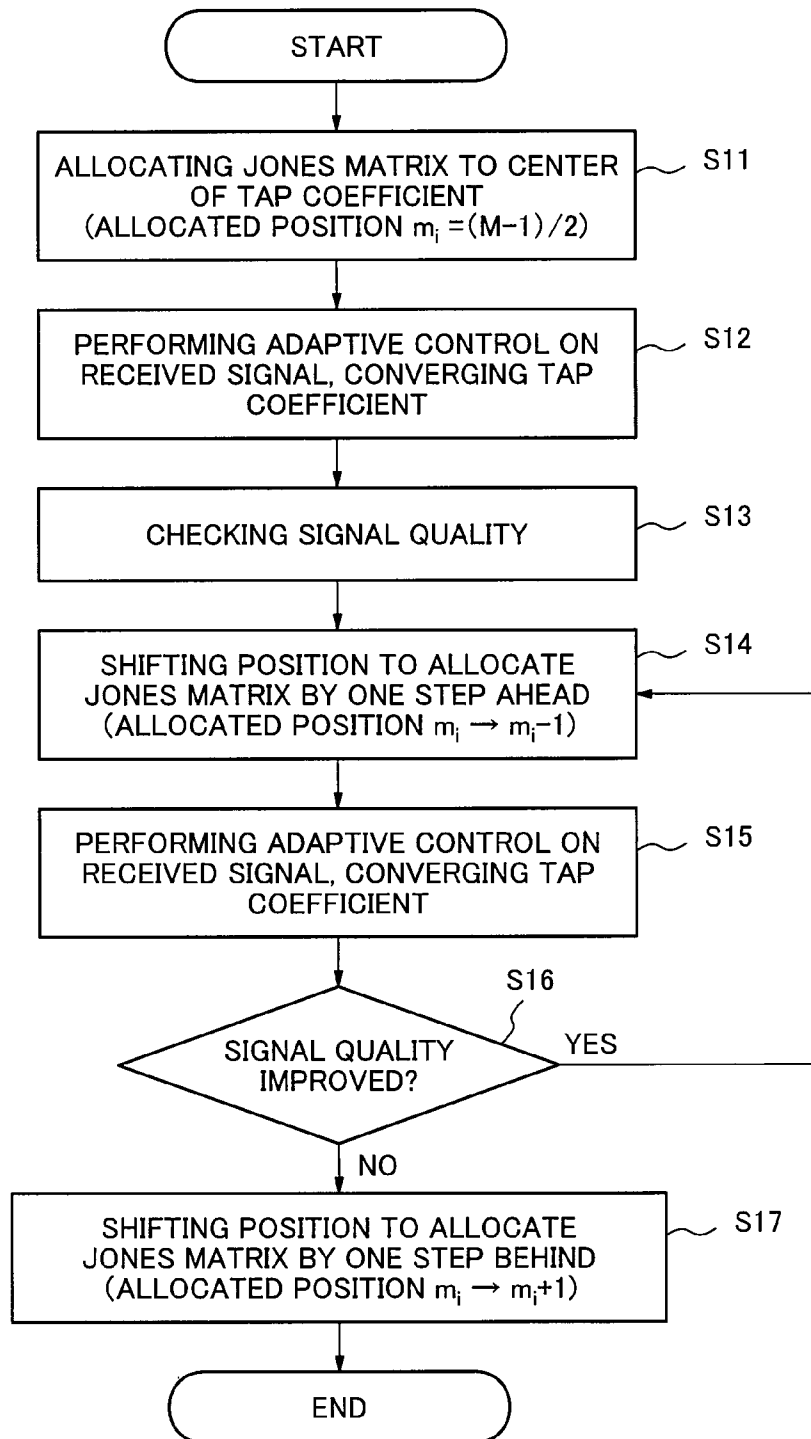 START
ALLOCATING JONES MATRIX TO CENTER
OF TAP COEFFICIENT
(ALLOCATED POSITION mi =(M−1)/2)
S11
PERFORMING ADAPTIVE CONTROL ON
RECEIVED SIGNAL, CONVERGING TAP
COEFFICIENT
S12
CHECKING SIGNAL QUALITY
S13
SHIFTING POSITION TO ALLOCATE
JONES MATRIX BY ONE STEP AHEAD
(ALLOCATED POSITION mi → mi−1)
S14
PERFORMING ADAPTIVE CONTROL ON
RECEIVED SIGNAL, CONVERGING TAP
COEFFICIENT
S15
SIGNAL QUALITY
IMPROVED?
S16
YES
NO
SHIFTING POSITION TO ALLOCATE
JONES MATRIX BY ONE STEP BEHIND
(ALLOCATED POSITION mi → mi+1)
S17
END